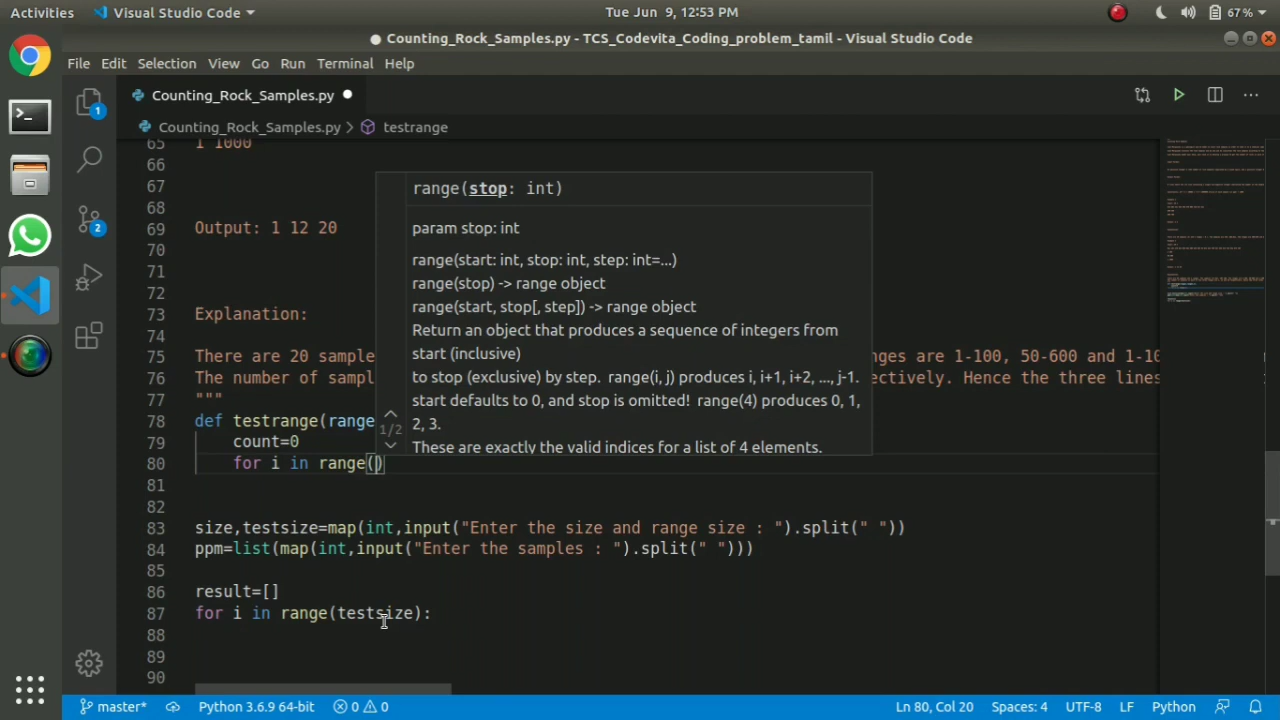 Activities Visual Studio Code Tue Jun 9, 12:53 PM 67%
Counting_Rock_Samples.py - TCS_Codevita_Coding_problem_tamil - Visual Studio Code
File Edit Selection View Go Run Terminal Help
1 Counting_Rock_Samples.py
Counting_Rock_Samples.py > testrange
65 1 1000
66
67
68
69 Output: 1 12 20
70
71
72
73 Explanation:
74
75 There are 20 sample nges are 1-100, 50-600 and 1-10
76 The number of sampl ectively. Hence the three lines
77 """
78 def testrange(range
79 count=0
80 for i in range()
81
82
83 size,testsize=map(int,input("Enter the size and range size : ").split(" "))
84 ppm=list(map(int,input("Enter the samples : ").split(" ")))
85
86 result=[]
87 for i in range(testsize):
88
89
90
range(stop: int)
param stop: int
range(start: int, stop: int, step: int=...)
range(stop) -> range object
range(start, stop[, step]) -> range object
Return an object that produces a sequence of integers from
start (inclusive)
to stop (exclusive) by step. range(i, j) produces i, i+1, i+2, ..., j-1.
start defaults to 0, and stop is omitted! range(4) produces 0, 1,
2, 3.
These are exactly the valid indices for a list of 4 elements.
1/2
2
master* Python 3.6.9 64-bit 0 0 Ln 80, Col 20 Spaces: 4 UTF-8 LF Python